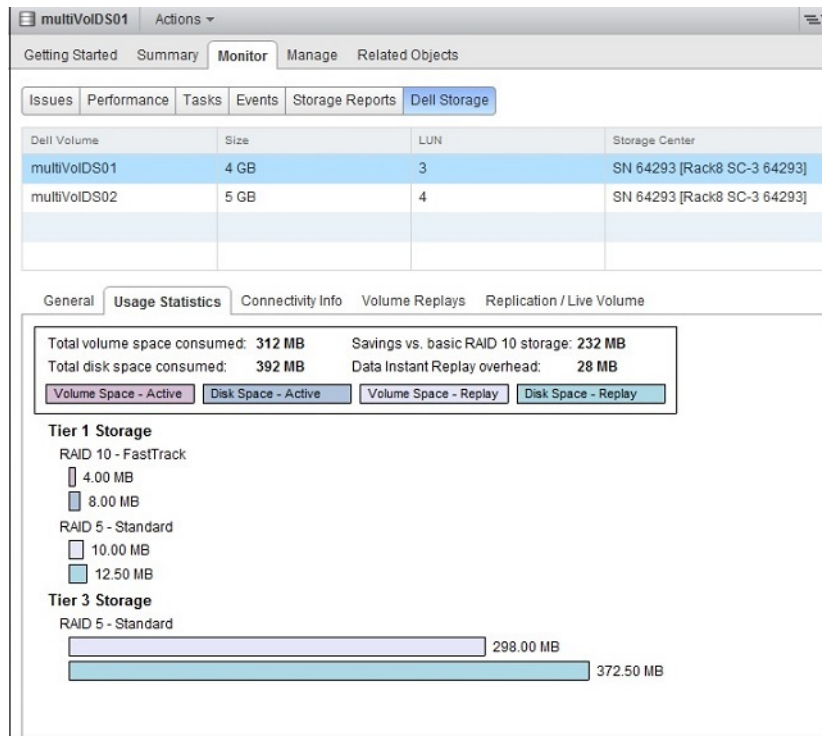 multiVolDS01 Actions
Getting Started Summary Monitor Manage Related Objects
Issues Performance Tasks Events Storage Reports Dell Storage
Dell Volume Size LUN Storage Center
multiVolDS01 4 GB 3 SN 64293 [Rack8 SC-3 64293]
multiVolDS02 5 GB 4 SN 64293 [Rack8 SC-3 64293]
General Usage Statistics Connectivity Info Volume Replays Replication / Live Volume
Total volume space consumed: 312 MB Savings vs. basic RAID 10 storage: 232 MB
Total disk space consumed: 392 MB Data Instant Replay overhead: 28 MB
Volume Space - Active Disk Space - Active Volume Space - Replay Disk Space - Replay
Tier 1 Storage
RAID 10 - FastTrack
4.00 MB
8.00 MB
RAID 5 - Standard
10.00 MB
12.50 MB
Tier 3 Storage
RAID 5 - Standard
298.00 MB
372.50 MB